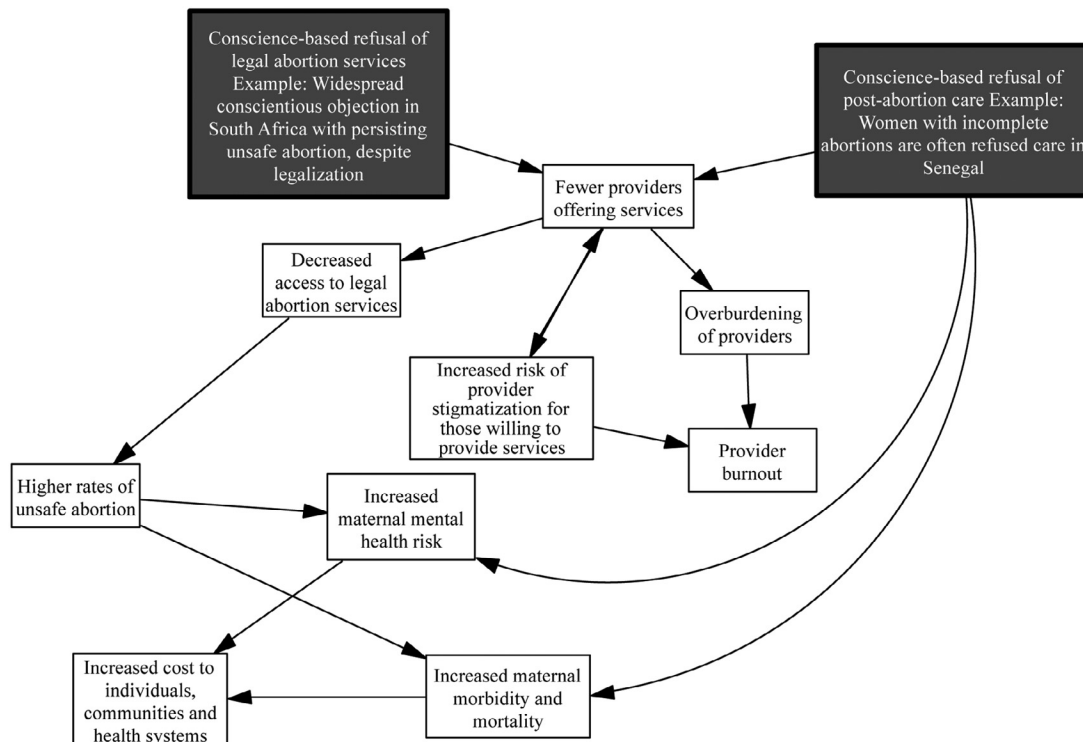 Conscience-based refusal of
legal abortion services
Example: Widespread
conscientious objection in
South Africa with persisting
unsafe abortion, despite
legalization
Conscience-based refusal of
post-abortion care Example:
Women with incomplete
abortions are often refused care in
Senegal
Fewer providers
offering services
Decreased
access to legal
abortion services
Overburdening
of providers
Increased risk of
provider
stigmatization for
those willing to
provide services
Provider
burnout
Higher rates of
unsafe abortion
Increased
maternal mental
health risk
Increased cost to
individuals,
communities and
health systems
Increased maternal
morbidity and
mortality